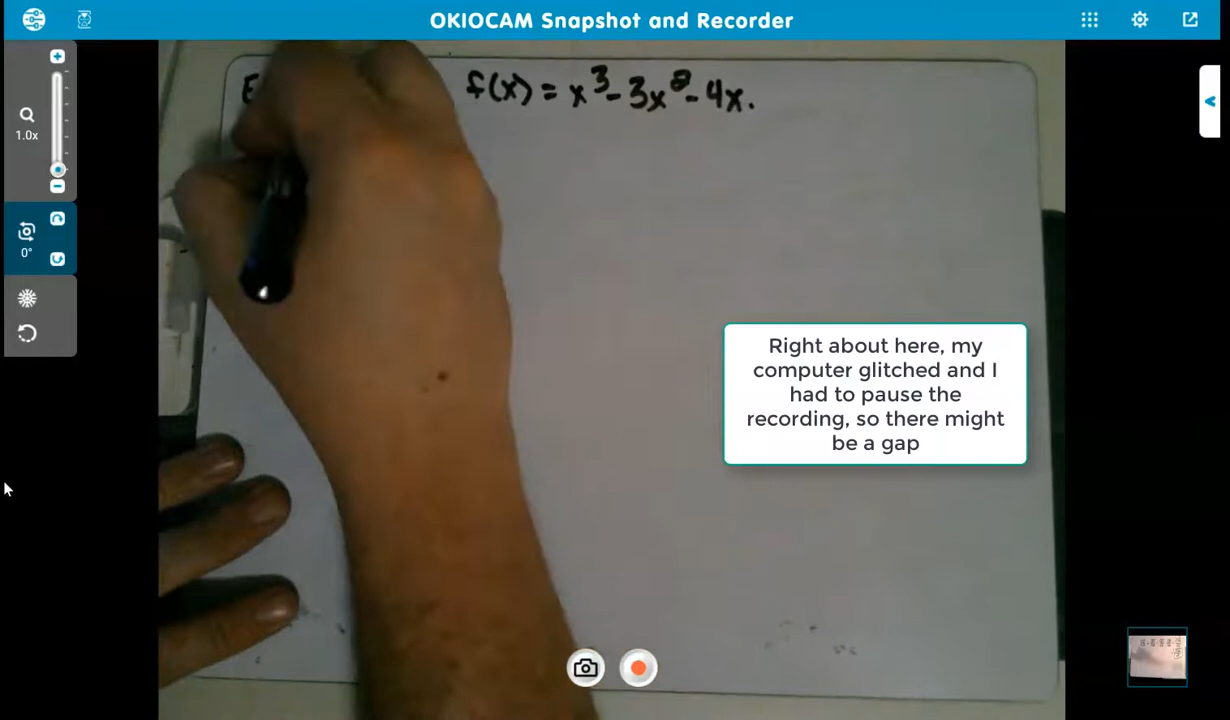 OKIOCAM Snapshot and Recorder
f(x) = x³ - 3x² - 4x.
1.0x
0°
Right about here, my
computer glitched and I
had to pause the
recording, so there might
be a gap